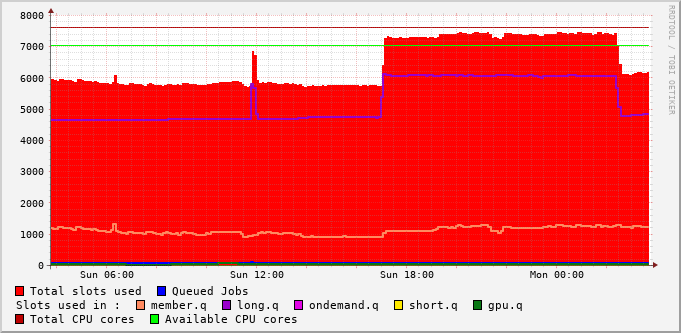 RRDTOOL / TOBI OETIKER
8000
7000
6000
5000
4000
3000
2000
1000
0
Sun 06:00 Sun 12:00 Sun 18:00 Mon 00:00
Total slots used Queued Jobs
Slots used in : member.q long.q ondemand.q short.q gpu.q
Total CPU cores Available CPU cores